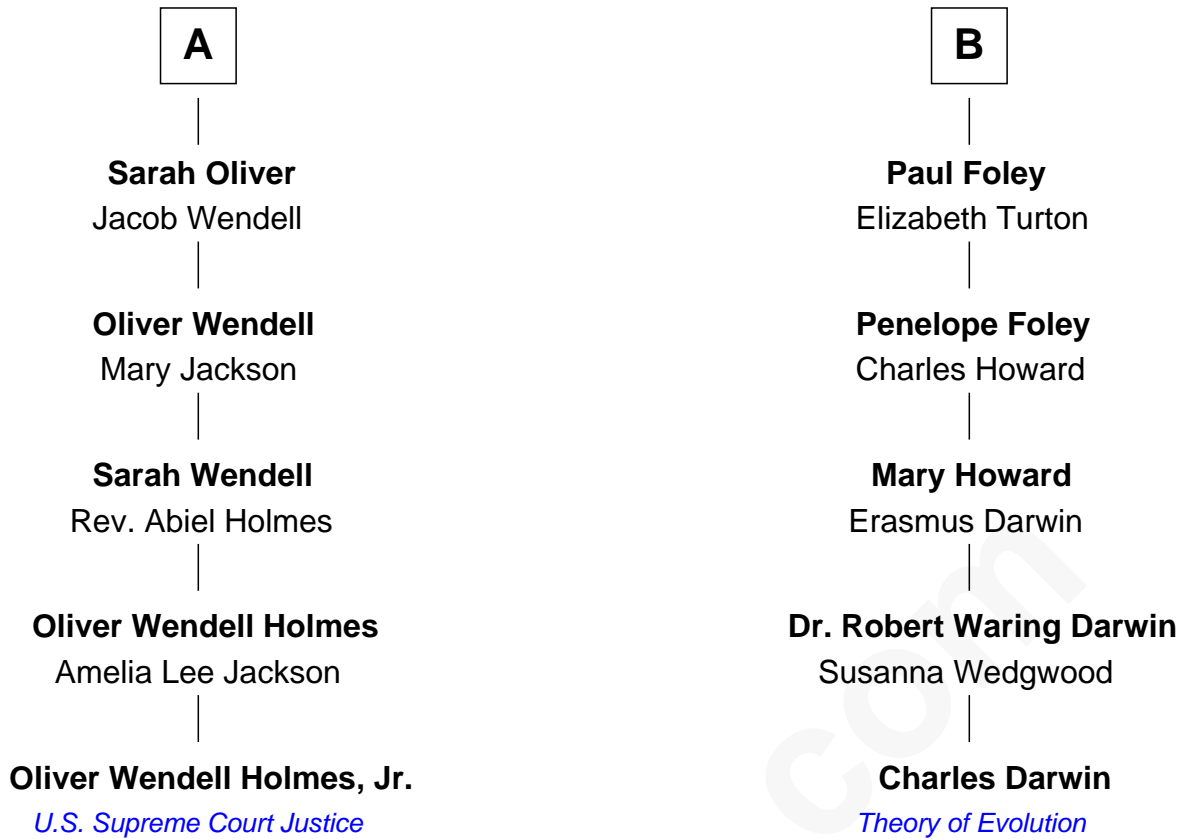 A
Sarah Oliver
Jacob Wendell
Oliver Wendell
Mary Jackson
Sarah Wendell
Rev. Abiel Holmes
Oliver Wendell Holmes
Amelia Lee Jackson
Oliver Wendell Holmes, Jr.
U.S. Supreme Court Justice
B
Paul Foley
Elizabeth Turton
Penelope Foley
Charles Howard
Mary Howard
Erasmus Darwin
Dr. Robert Waring Darwin
Susanna Wedgwood
Charles Darwin
Theory of Evolution
com